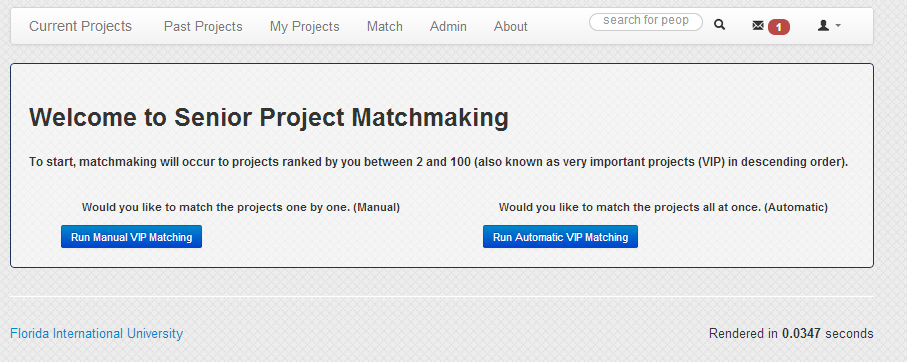 Current Projects Past Projects My Projects Match Admin About search for peop 1
Welcome to Senior Project Matchmaking
To start, matchmaking will occur to projects ranked by you between 2 and 100 (also known as very important projects (VIP) in descending order).
Would you like to match the projects one by one. (Manual) Would you like to match the projects all at once. (Automatic)
Run Manual VIP Matching Run Automatic VIP Matching
Florida International University Rendered in 0.0347 seconds